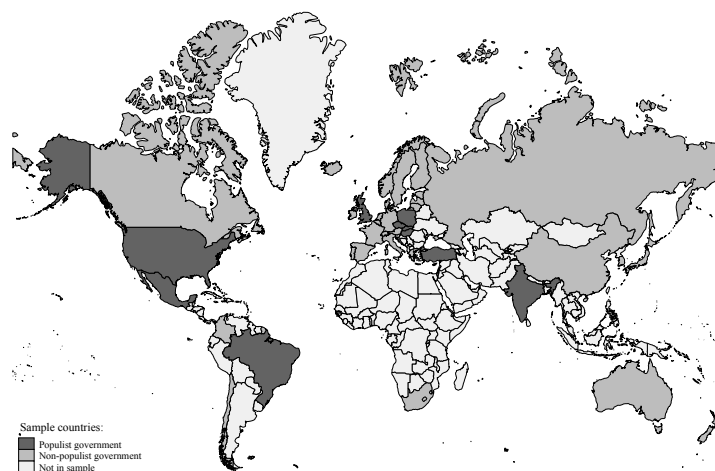 Sample countries:
Populist government
Non-populist government
Not in sample